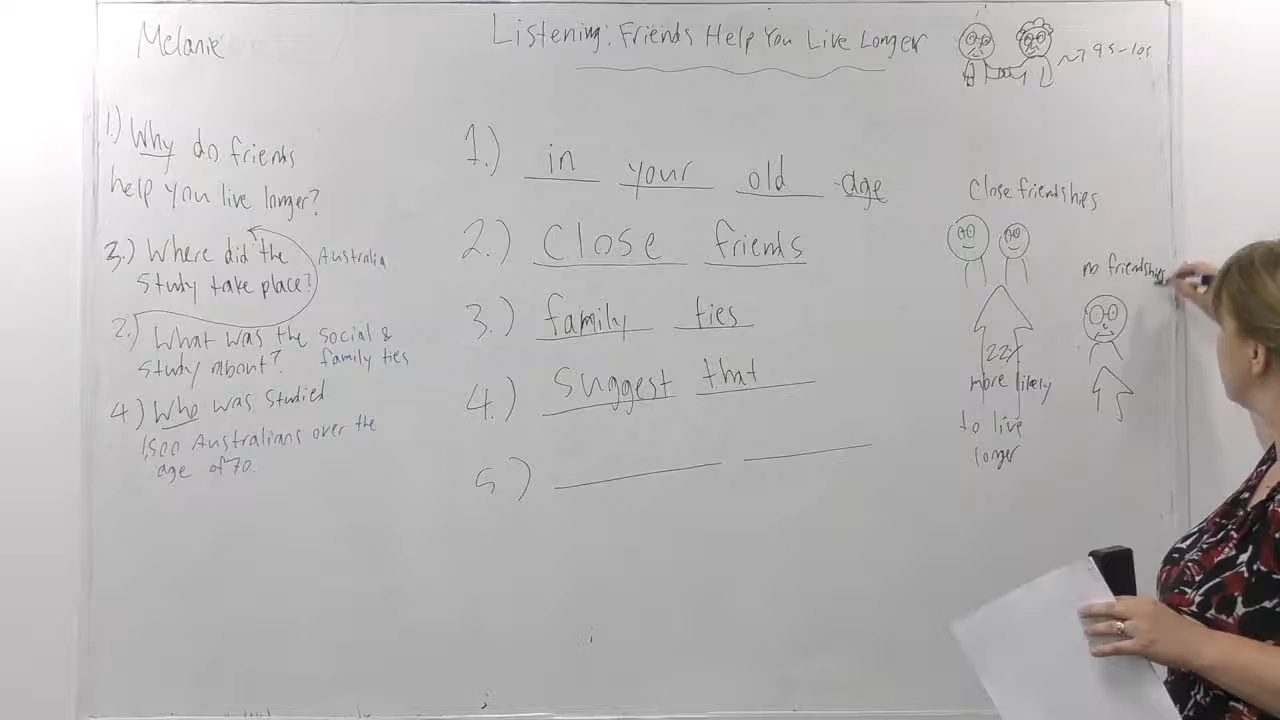 Melanie
Listening: Friends Help You Live Longer
~795-105
1.) Why do friends
help you live longer?
3.) Where did the Australia
study take place?
2.) What was the social &
study about? family ties
4.) Who was studied
1,500 Australians over the
age of 70.
1.) in your old age
2.) Close friends
3.) family ties
4.) suggest that
5)
Close friendships
22%
more likely
to live
longer
no friendships